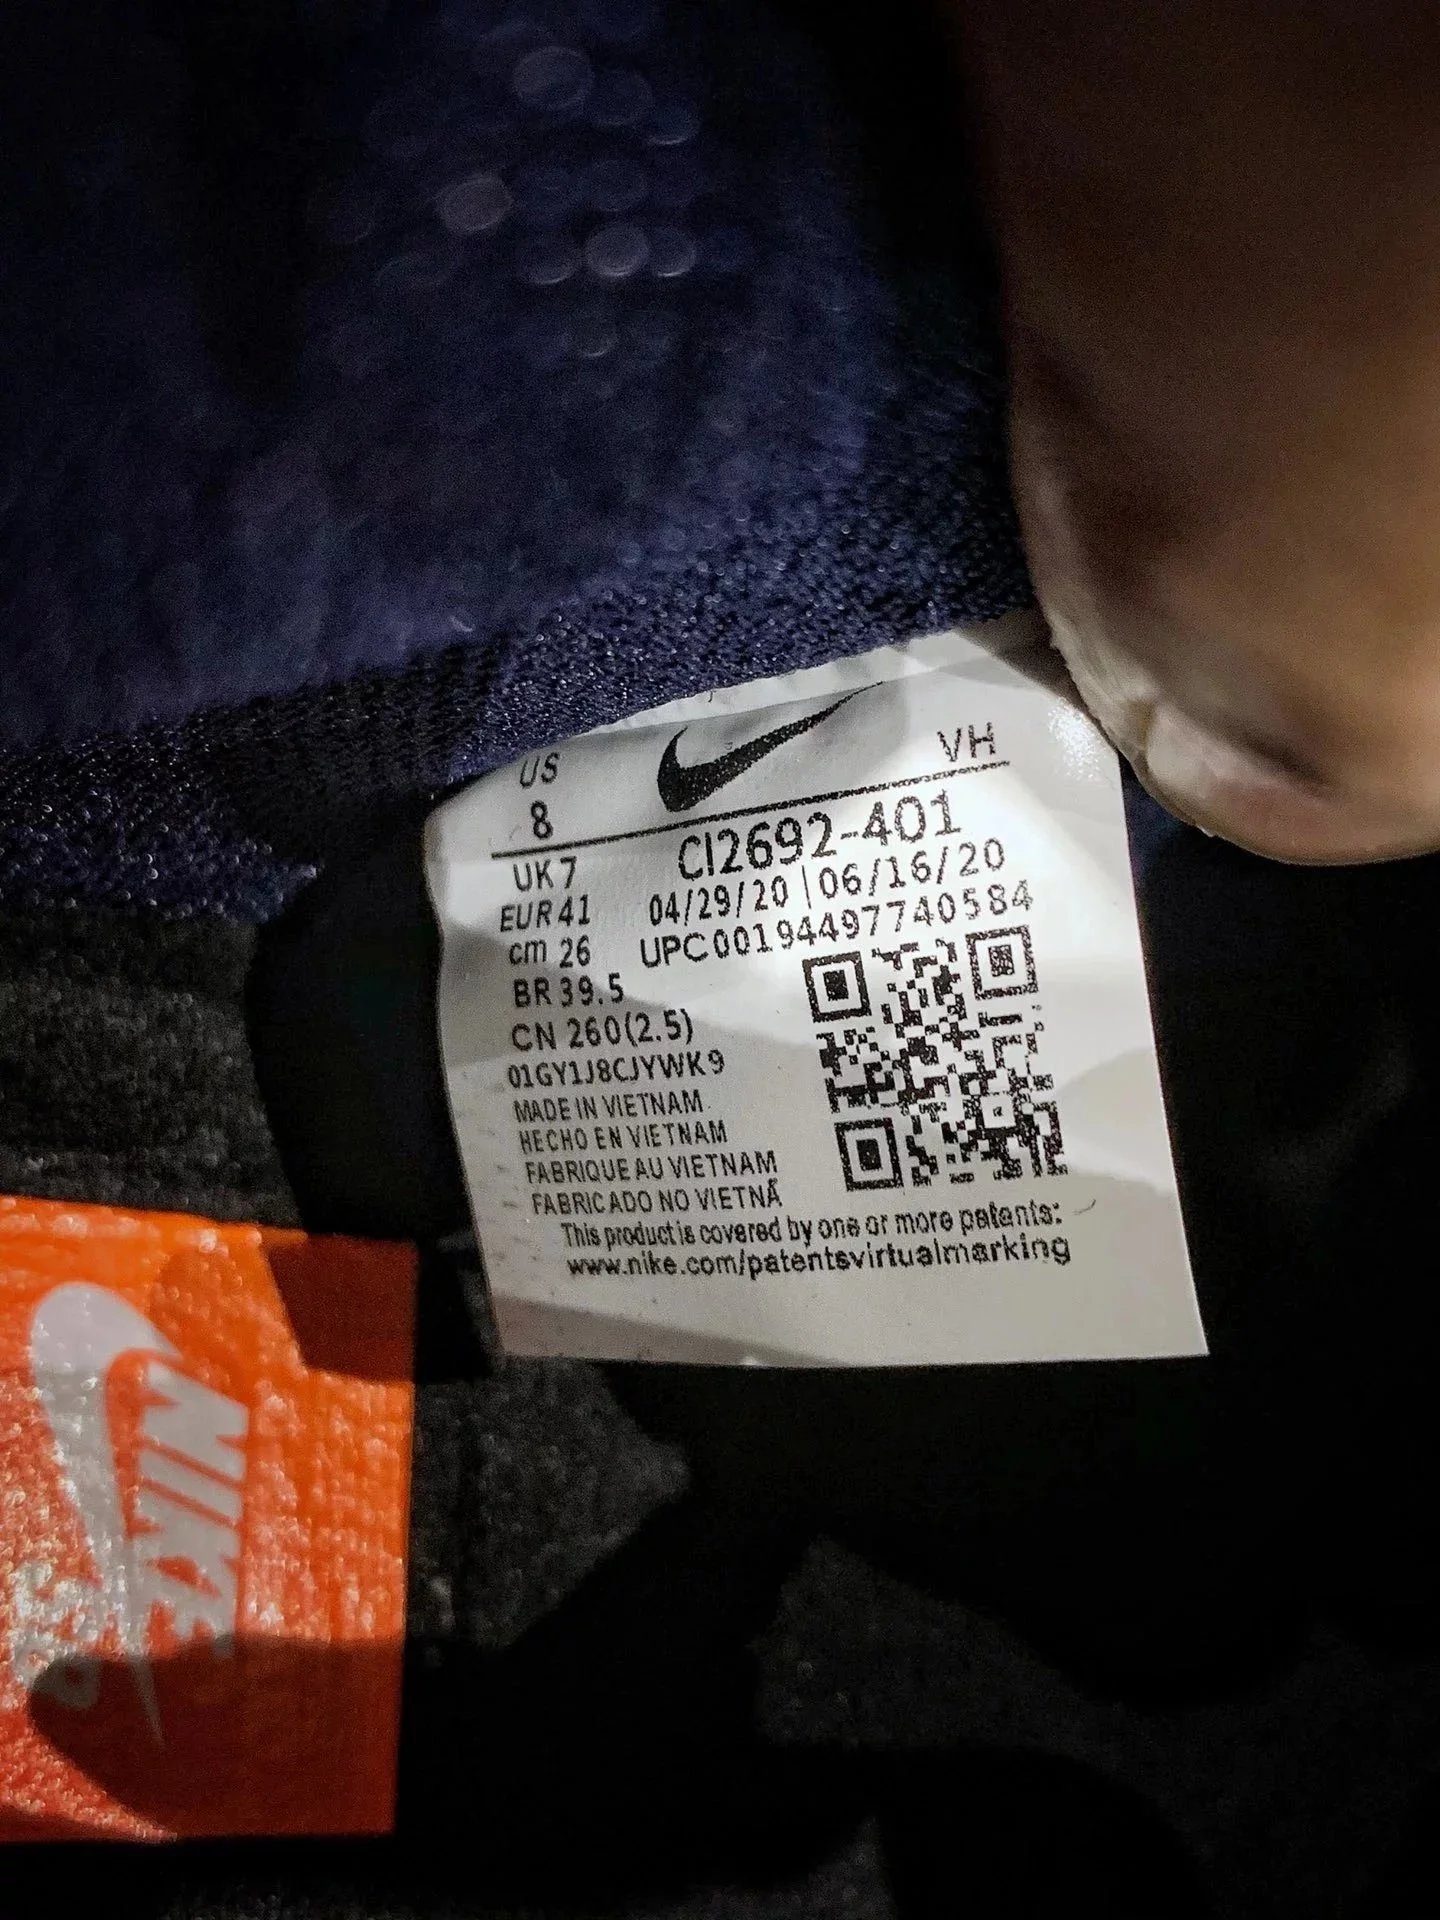 US
8
VH
CI2692-401
UK 7
04/29/20 | 06/16/20
EUR 41
UPC00194497740584
cm 26
BR 39.5
CN 260(2.5)
01GY1J8CJYWK9
MADE IN VIETNAM
HECHO EN VIETNAM
FABRIQUE AU VIETNAM
FABRICADO NO VIETNÃ
This product is covered by one or more patents:
www.nike.com/patentsvirtualmarking
NIKE
SB